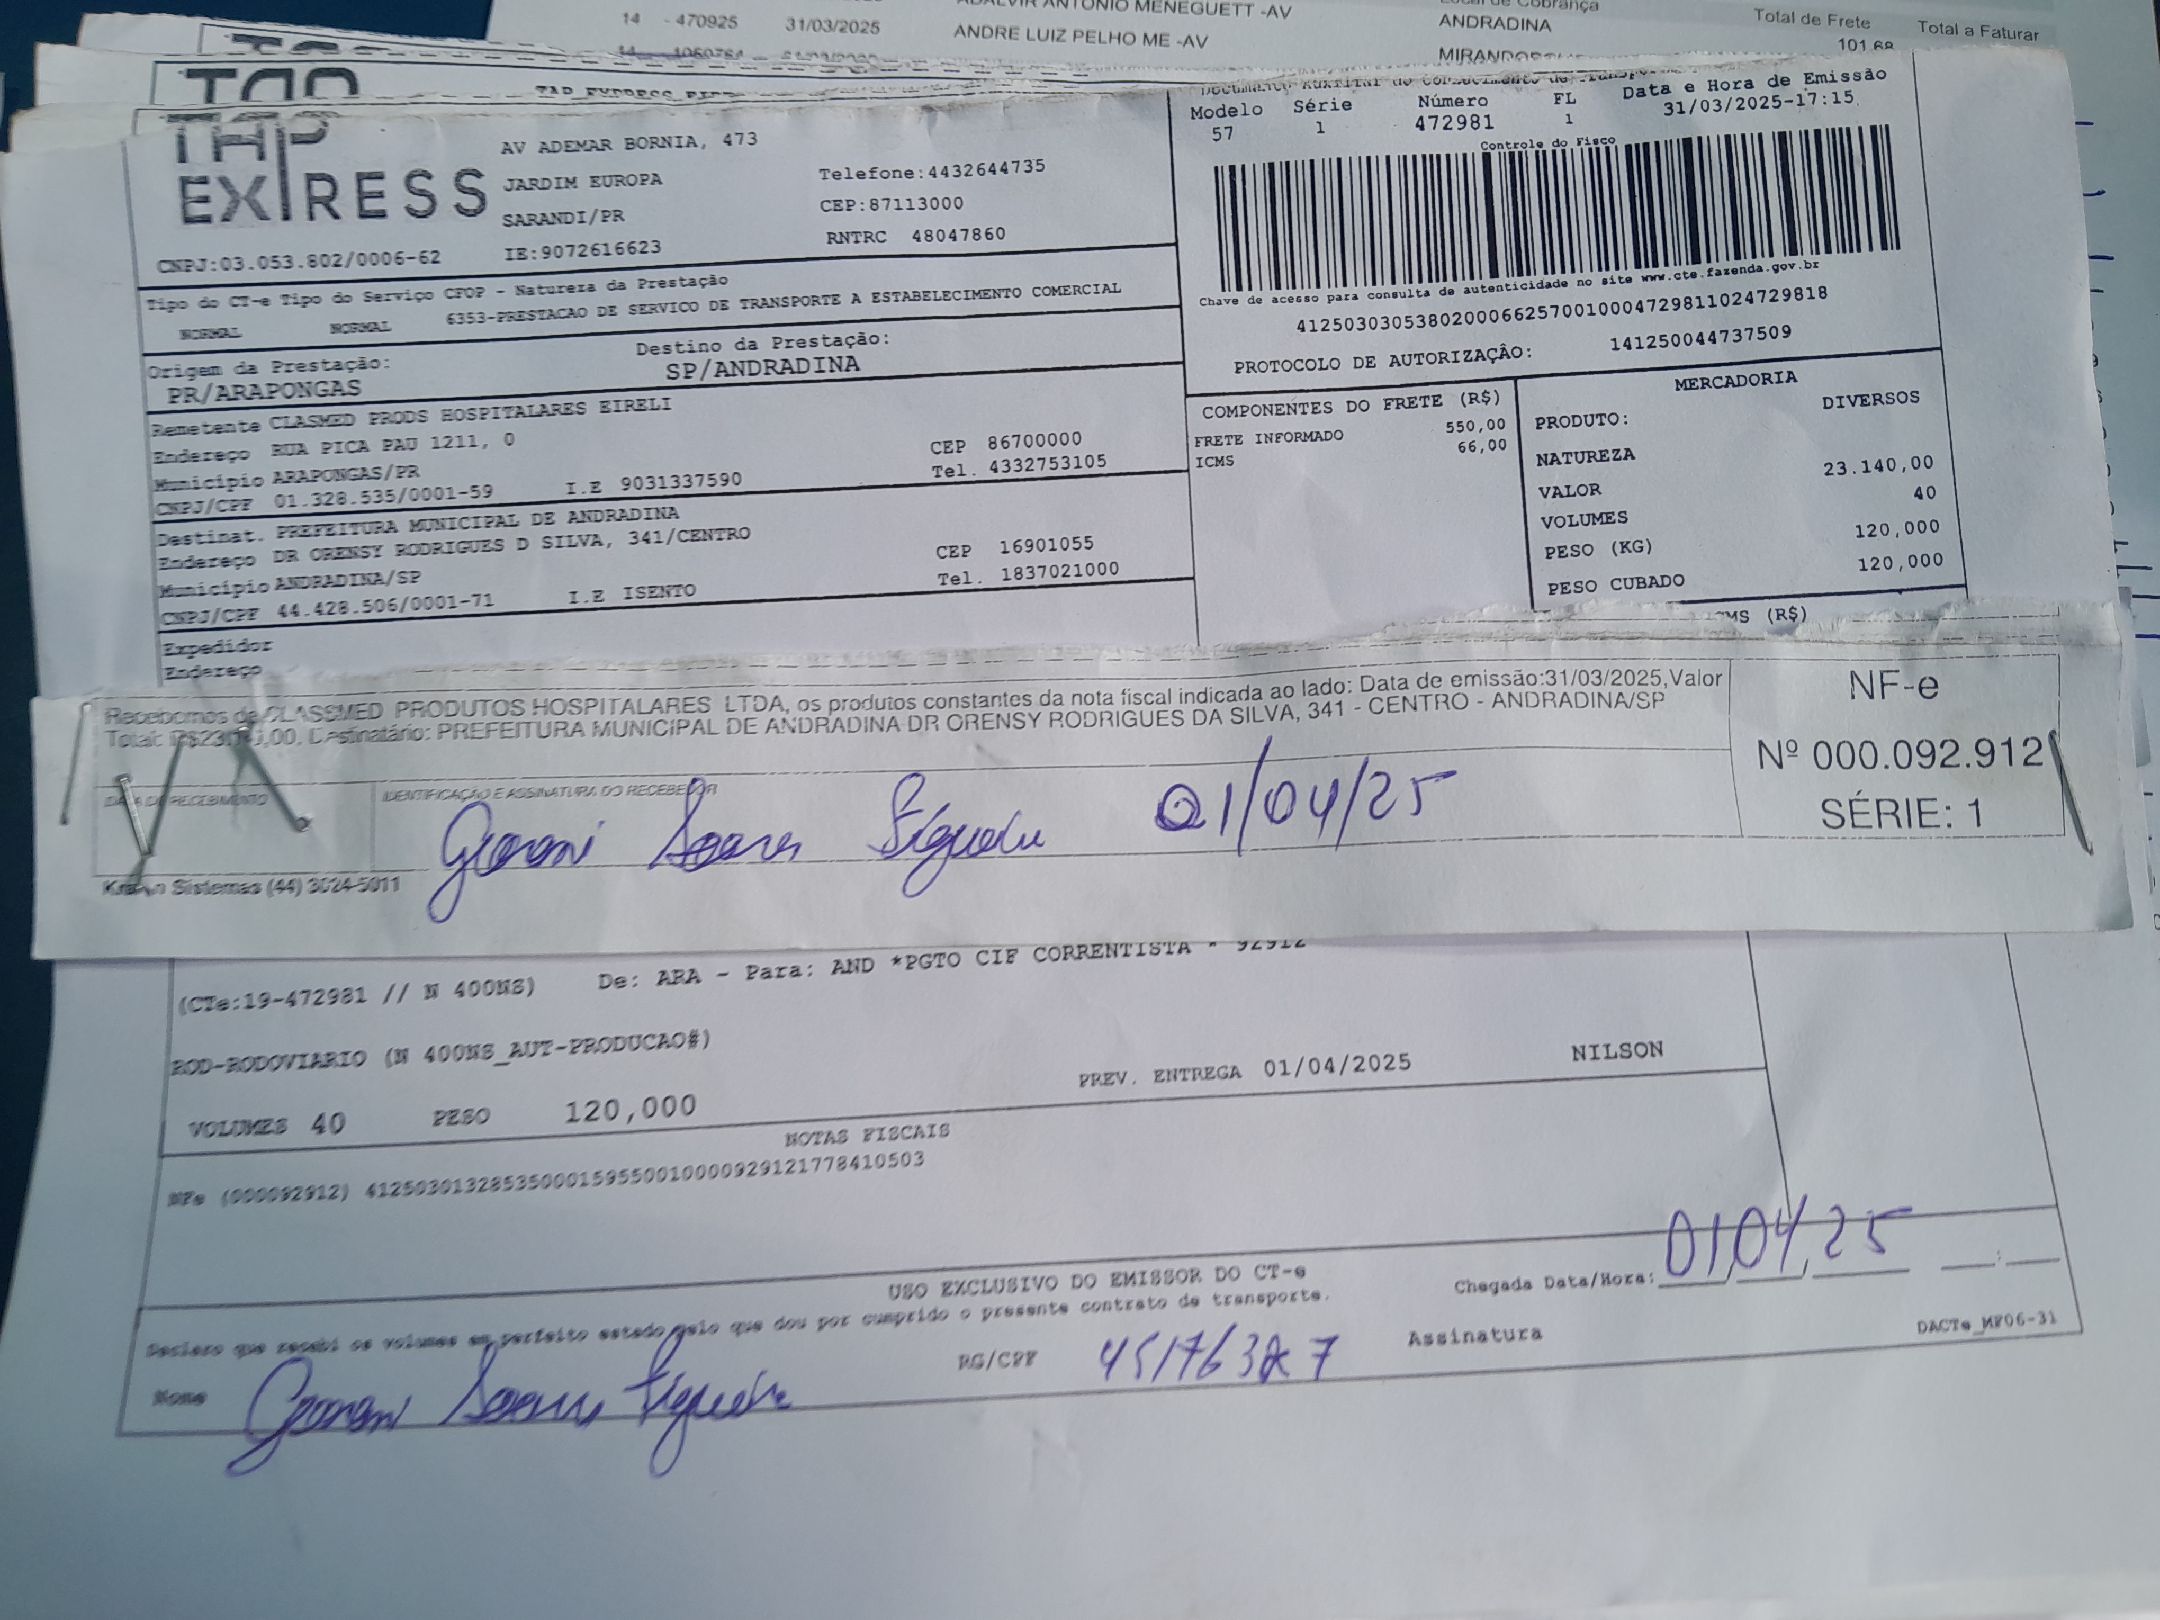 14 - 470925 31/03/2025 ANDRE LUIZ PELHO ME -AV ANDRADINA Total de Frete Total a Faturar
101,68
TAP EXPRESS
AV ADEMAR BORNIA, 473
JARDIM EUROPA Telefone:4432644735
SARANDI/PR CEP:87113000
CNPJ:03.053.802/0006-62 IE:9072616623 RNTRC 48047860
Modelo Série Número FL Data e Hora de Emissão
57 1 472981 1 31/03/2025-17:15
Controle do Fisco
Chave de acesso para consulta de autenticidade no site www.cte.fazenda.gov.br
41250303053802000662570010004729811024729818
PROTOCOLO DE AUTORIZAÇÃO: 141250044737509
Tipo do CT-e Tipo do Serviço CFOP - Natureza da Prestação
NORMAL NORMAL 6353-PRESTACAO DE SERVICO DE TRANSPORTE A ESTABELECIMENTO COMERCIAL
Origem da Prestação: Destino da Prestação:
PR/ARAPONGAS SP/ANDRADINA
Remetente CLASMED PRODS HOSPITALARES EIRELI
Endereço RUA PICA PAU 1211, 0 CEP 86700000
Município ARAPONGAS/PR Tel. 4332753105
CNPJ/CPF 01.328.535/0001-59 I.E 9031337590
Destinat. PREFEITURA MUNICIPAL DE ANDRADINA
Endereço DR ORENSY RODRIGUES D SILVA, 341/CENTRO CEP 16901055
Município ANDRADINA/SP Tel. 1837021000
CNPJ/CPF 44.428.506/0001-71 I.E ISENTO
Expedidor
Endereço
COMPONENTES DO FRETE (R$)
FRETE INFORMADO 550,00
ICMS 66,00
MERCADORIA
PRODUTO: DIVERSOS
NATUREZA
VALOR 23.140,00
VOLUMES 40
PESO (KG) 120,000
PESO CUBADO 120,000
Recebemos de CLASSMED PRODUTOS HOSPITALARES LTDA, os produtos constantes da nota fiscal indicada ao lado: Data de emissão:31/03/2025,Valor
Destinatário: PREFEITURA MUNICIPAL DE ANDRADINA DR ORENSY RODRIGUES DA SILVA, 341 - CENTRO - ANDRADINA/SP
DATA DE RECEBIMENTO IDENTIFICAÇÃO E ASSINATURA DO RECEBEDOR
Soares 01/04/25
Sistemas (44) 3024-5011
NF-e
Nº 000.092.912
SÉRIE: 1
(CTe:19-472981 // N 400NS) De: ARA - Para: AND *PGTO CIF CORRENTISTA * 92912
ROD-RODOVIARIO (N 400NS_AUT-PRODUCAO#)
PREV. ENTREGA 01/04/2025 NILSON
VOLUMES 40 PESO 120,000
NOTAS FISCAIS
NFe (000092912) 41250301328535000159550010000929121778410503
USO EXCLUSIVO DO EMISSOR DO CT-e
Declaro que recebi os volumes em perfeito estado pelo que dou por cumprido o presente contrato de transporte.
Chegada Data/Hora: 01/04/25
Nome Soares RG/CPF Assinatura
DACTe_MF06-31